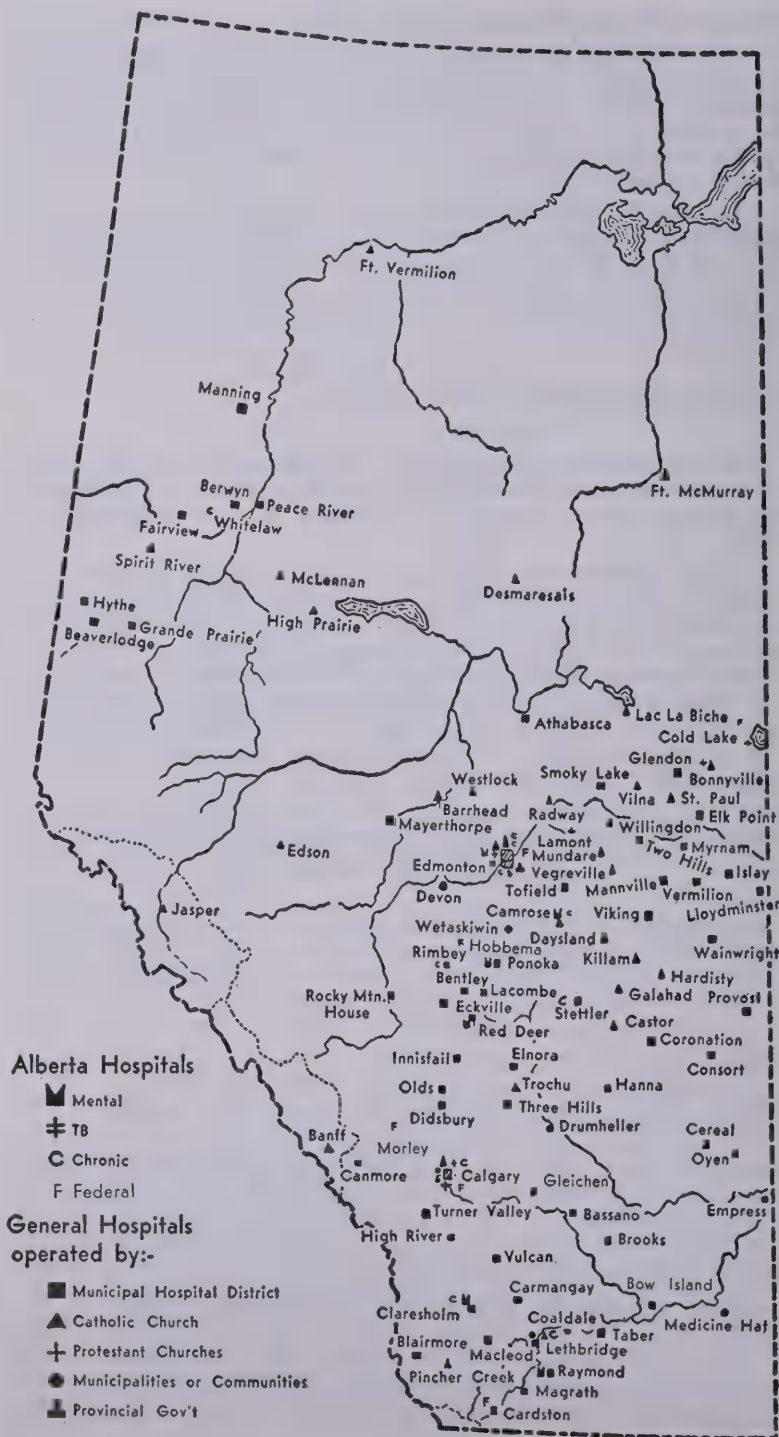 Ft. Vermilion
Manning
Ft. McMurray
Berwyn
Peace River
C
Whitelaw
Fairview
Spirit River
McLennan
Desmaresais
Hythe
High Prairie
Beaverlodge
Grande Prairie
Athabasca
Lac La Biche
F
Cold Lake
Glendon
Bonnyville
Westlock
Smoky Lake
Vilna
St. Paul
Barrhead
Radway
Elk Point
Mayerthorpe
Willingdon
Lamont
Two Hills
Myrnam
Edson
Mundare
Edmonton
F
Vegreville
Islay
Devon
Tofield
Mannville
Vermilion
Lloydminster
Jasper
Camrose
C
Viking
Wetaskiwin
Daysland
Wainwright
F
Hobbema
Rimbey
Killam
C
Ponoka
Hardisty
Bentley
Lacombe
Galahad
Provost
Rocky Mtn.
House
Eckville
C
Stettler
Red Deer
Castor
Coronation
Innisfail
Elnora
Consort
Alberta Hospitals
Mental
TB
C Chronic
F Federal
Olds
Trochu
Hanna
Didsbury
Three Hills
F
Drumheller
Banff
Morley
Cereal
Oyen
Canmore
C
Calgary
F
Gleichen
General Hospitals
operated by:-
Turner Valley
Bassano
Empress
High River
Brooks
Vulcan
Municipal Hospital District
Catholic Church
Protestant Churches
Municipalities or Communities
Provincial Gov't
Bow Island
C
Carmangay
Claresholm
Coaldale
Medicine Hat
Blairmore
C
Taber
Macleod
Lethbridge
Pincher Creek
Raymond
Magrath
F
Cardston